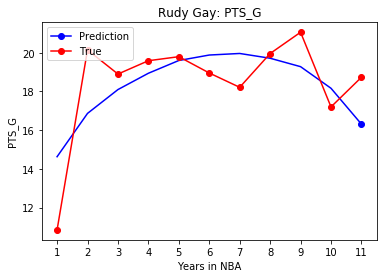 Rudy Gay: PTS_G
Prediction
True
PTS_G
20
18
16
14
12
1 2 3 4 5 6 7 8 9 10 11
Years in NBA